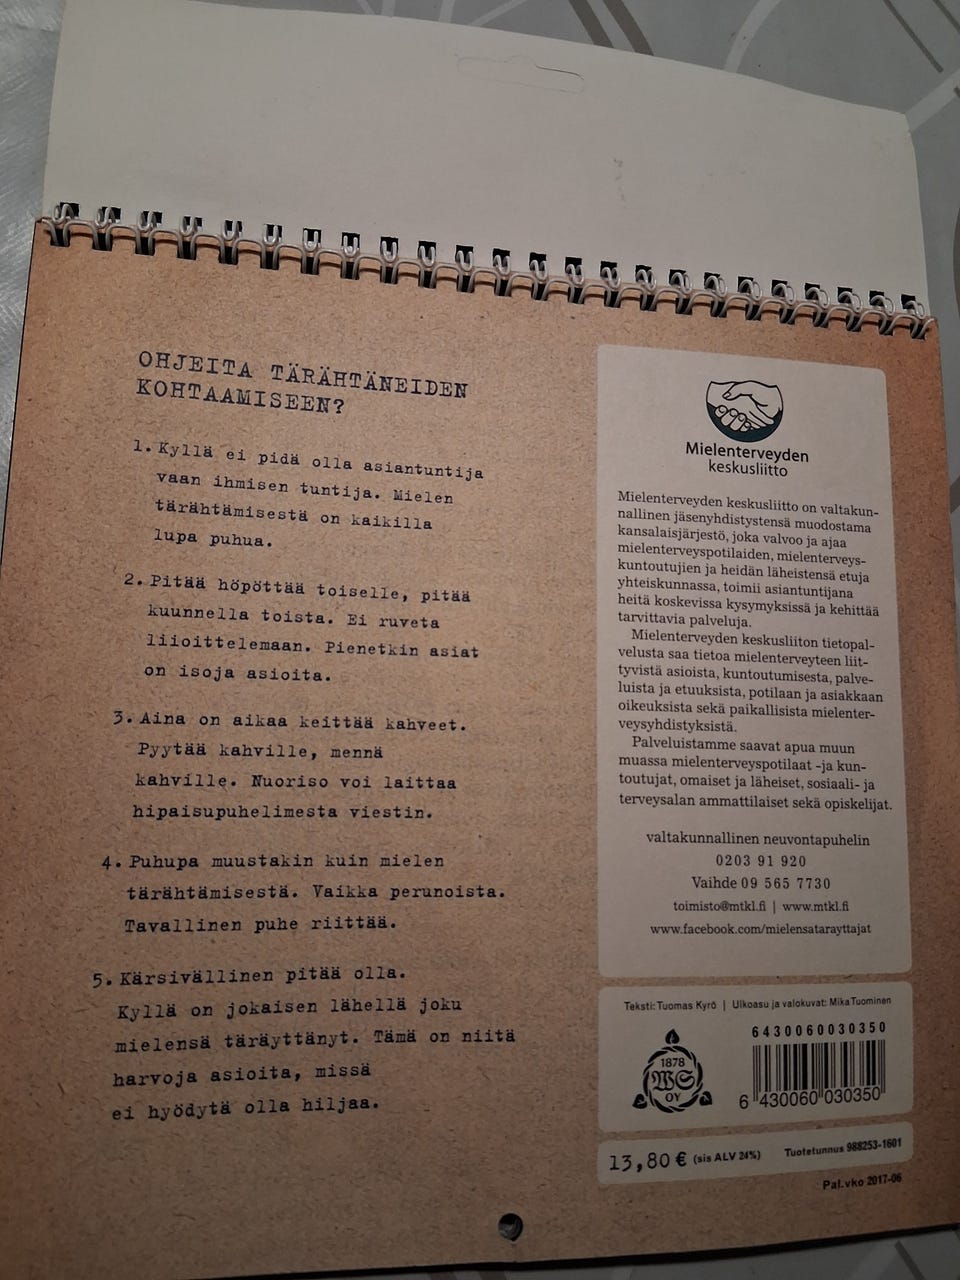 OHJEITA TÄRÄHTÄNEIDEN
KOHTAAMISEEN?
1. Kyllä ei pidä olla asiantuntija
vaan ihmisen tuntija. Mielen
tärähtämisestä on kaikilla
lupa puhua.
2. Pitää höpöttää toiselle, pitää
kuunnella toista. Ei ruveta
liioittelemaan. Pienetkin asiat
on isoja asioita.
3. Aina on aikaa keittää kahveet.
Pyytää kahville, mennä
kahville. Nuoriso voi laittaa
hipaisupuhelimesta viestin.
4. Puhupa muustakin kuin mielen
tärähtämisestä. Vaikka perunoista.
Tavallinen puhe riittää.
5. Kärsivällinen pitää olla.
Kyllä on jokaisen lähellä joku
mielensä täräyttänyt. Tämä on niitä
harvoja asioita, missä
ei hyödytä olla hiljaa.
Mielenterveyden
keskusliitto
Mielenterveyden keskusliitto on valtakun-
nallinen jäsenyhdistystensä muodostama
kansalaisjärjestö, joka valvoo ja ajaa
mielenterveyspotilaiden, mielenterveys-
kuntoutujien ja heidän läheistensä etuja
yhteiskunnassa, toimii asiantuntijana
heitä koskevissa kysymyksissä ja kehittää
tarvittavia palveluja.
Mielenterveyden keskusliiton tietopal-
velusta saa tietoa mielenterveyteen liit-
tyvistä asioista, kuntoutumisesta, palve-
luista ja etuuksista, potilaan ja asiakkaan
oikeuksista sekä paikallisista mielenter-
veysyhdistyksistä.
Palveluistamme saavat apua muun
muassa mielenterveyspotilaat -ja kun-
toutujat, omaiset ja läheiset, sosiaali- ja
terveysalan ammattilaiset sekä opiskelijat.
valtakunnallinen neuvontapuhelin
0203 91 920
Vaihde 09 565 7730
toimisto@mtkl.fi | www.mtkl.fi
www.facebook.com/mielensatarayttajat
Teksti: Tuomas Kyrö | Ulkoasu ja valokuvat: Mika Tuominen
1878
WS
OY
6430060030350
6 430060 030350
13,80 € (sis ALV 24%) Tuotetunnus 988253-1601
Pal.vko 2017-06